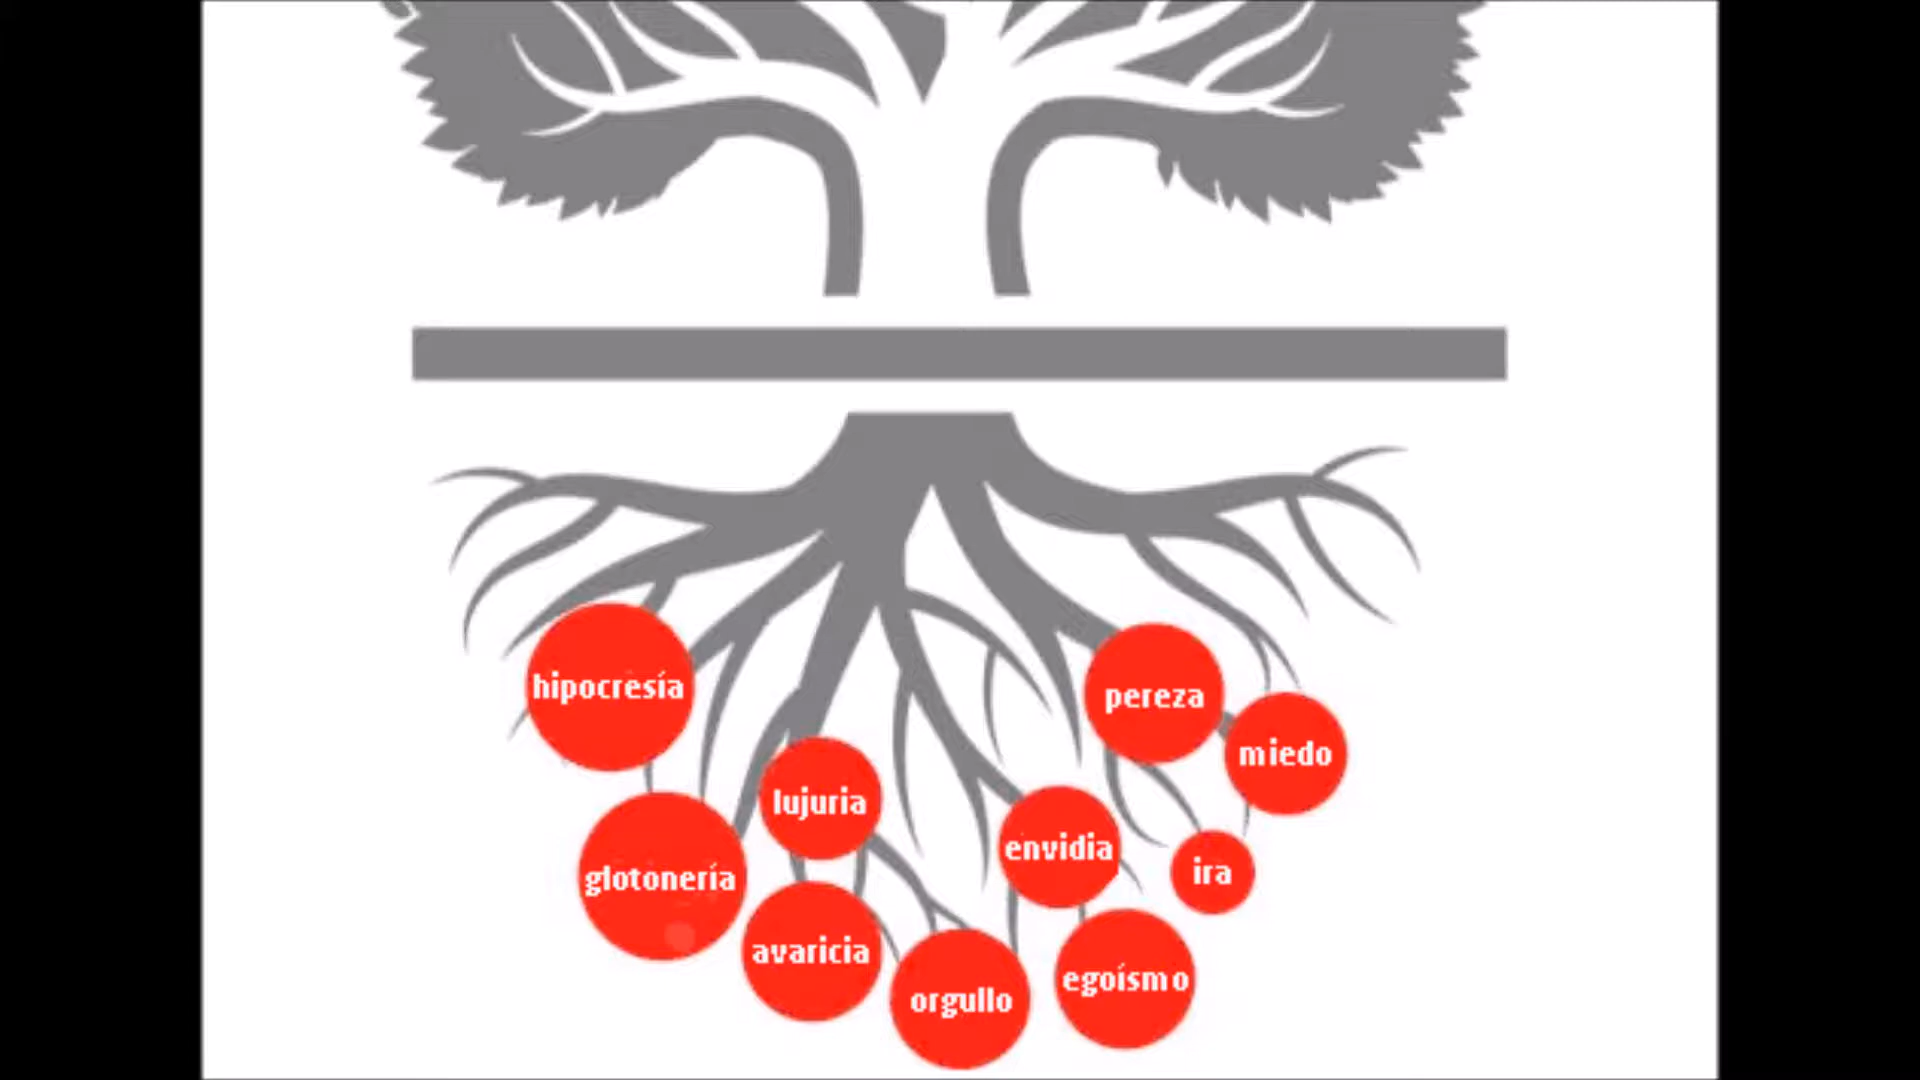 hipocresía
pereza
miedo
lujuria
envidia
glotonería
ira
avaricia
orgullo
egoísmo